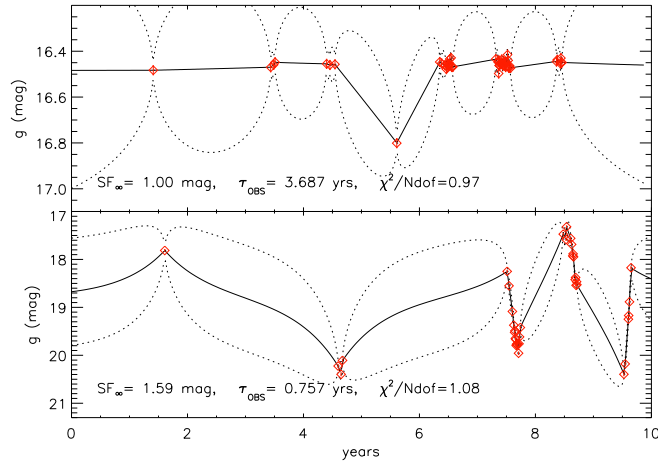 16.4
16.6
16.8
17.0
g (mag)
SF∞= 1.00 mag, τOBS= 3.687 yrs, χ²/Ndof=0.97
17
18
19
20
21
g (mag)
SF∞= 1.59 mag, τOBS= 0.757 yrs, χ²/Ndof=1.08
0 2 4 6 8 10
years